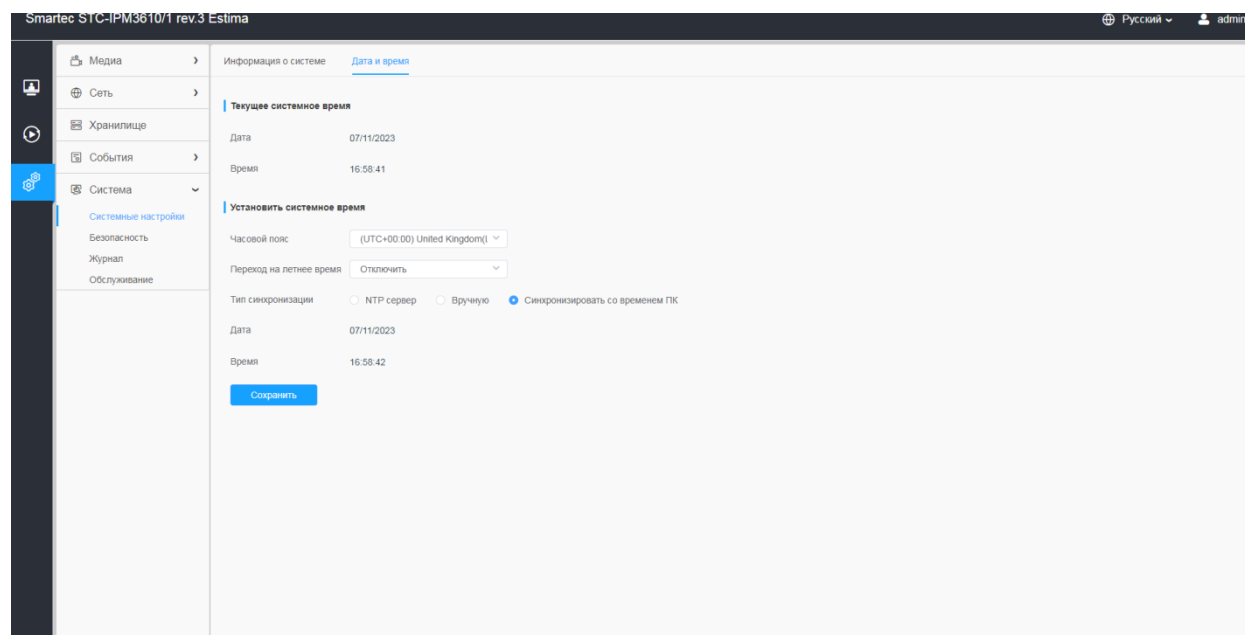 Smartec STC-IPM3610/1 rev.3 Estima
Русский
admin
Медиа
Сеть
Хранилище
События
Система
Системные настройки
Безопасность
Журнал
Обслуживание
Информация о системе
Дата и время
Текущее системное время
Дата 07/11/2023
Время 16:58:41
Установить системное время
Часовой пояс (UTC+00:00) United Kingdom(L
Переход на летнее время Отключить
Тип синхронизации NTP сервер Вручную Синхронизировать со временем ПК
Дата 07/11/2023
Время 16:58:42
Сохранить